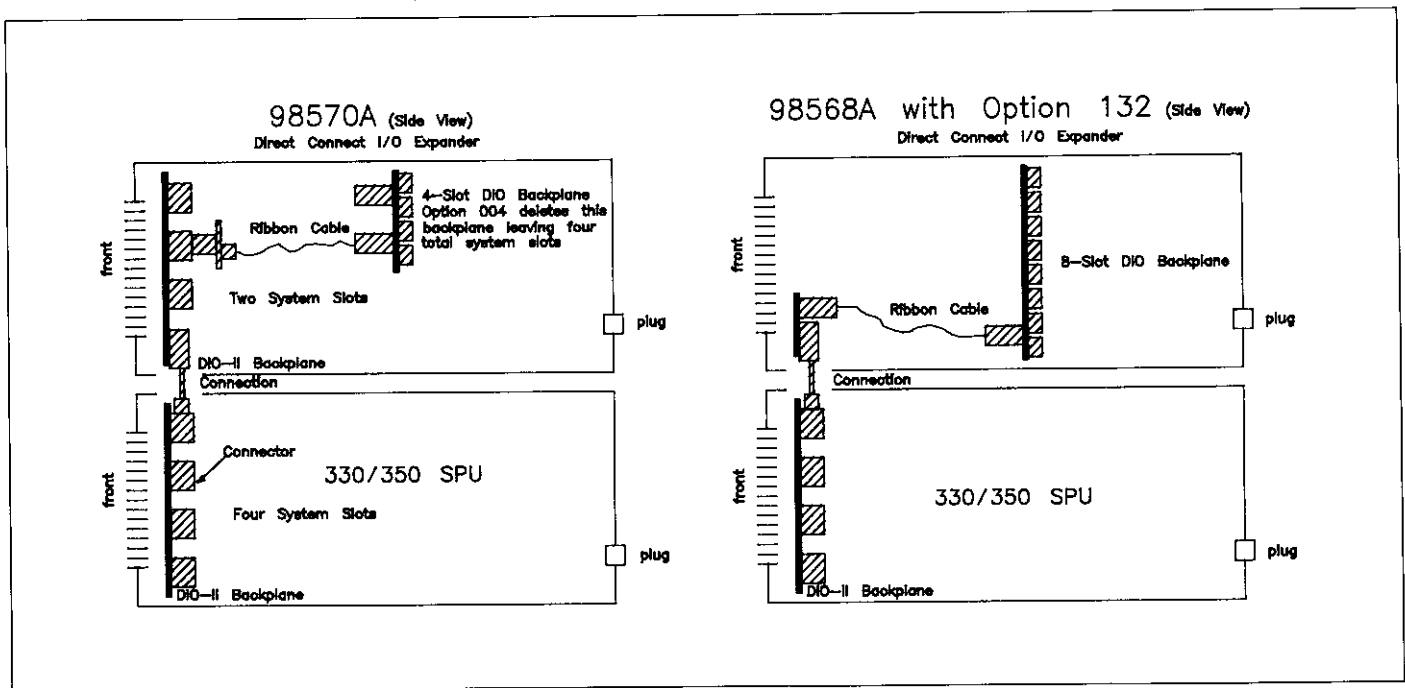 98570A (Side View)
Direct Connect I/O Expander
front
4-Slot DIO Backplane
Option 004 deletes this
backplane leaving four
total system slots
Ribbon Cable
Two System Slots
plug
DIO-II Backplane
Connection
front
Connector
330/350 SPU
Four System Slots
plug
DIO-II Backplane
98568A with Option 132 (Side View)
Direct Connect I/O Expander
front
8-Slot DIO Backplane
Ribbon Cable
plug
Connection
front
330/350 SPU
plug
DIO-II Backplane